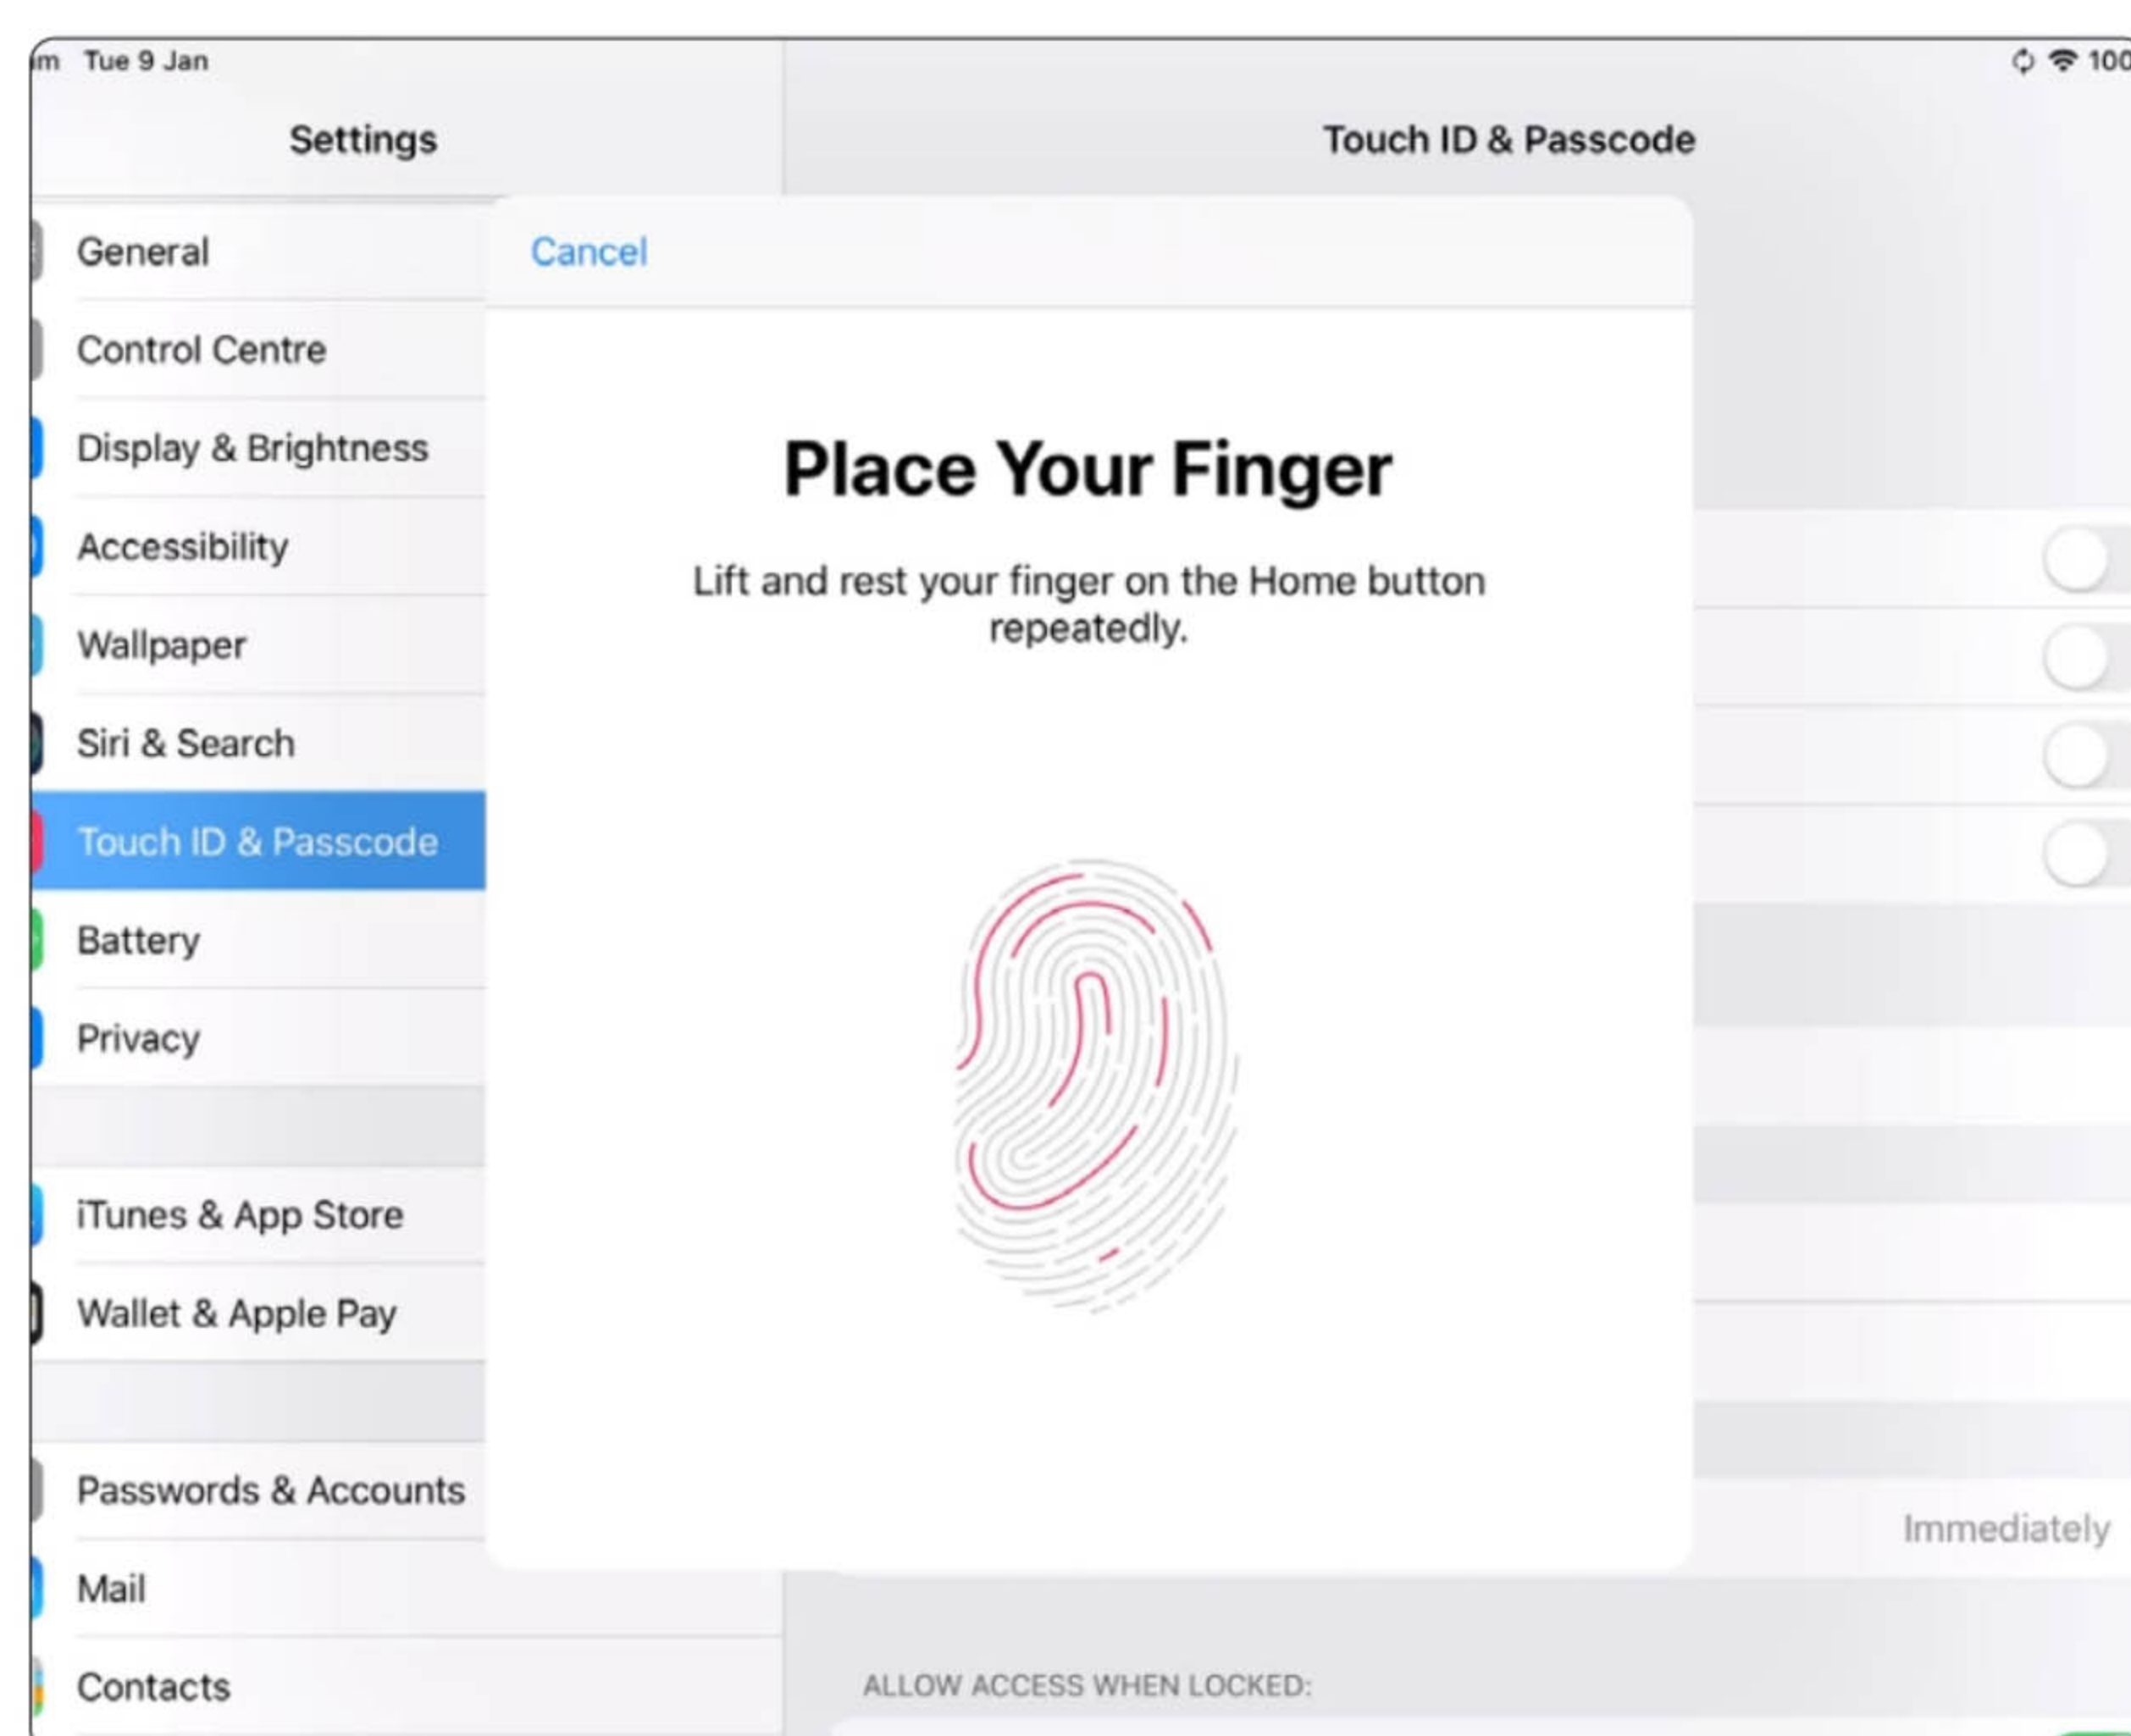 Tue 9 Jan
100
Settings
Touch ID & Passcode
General
Control Centre
Display & Brightness
Accessibility
Wallpaper
Siri & Search
Touch ID & Passcode
Battery
Privacy
iTunes & App Store
Wallet & Apple Pay
Passwords & Accounts
Mail
Contacts
Cancel
Place Your Finger
Lift and rest your finger on the Home button
repeatedly.
Immediately
ALLOW ACCESS WHEN LOCKED: